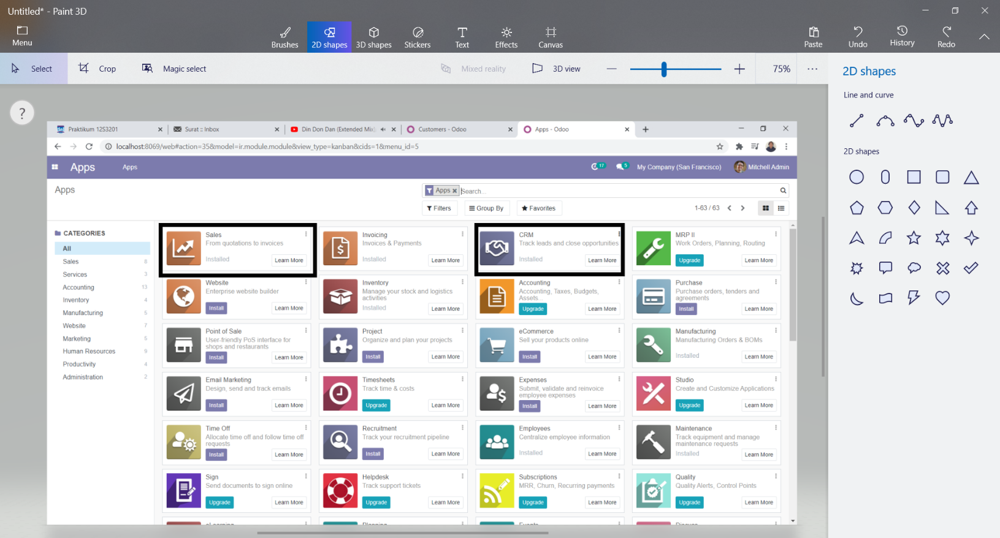 Untitled* - Paint 3D
Menu
Brushes
2D shapes
3D shapes
Stickers
Text
Effects
Canvas
Paste
Undo
History
Redo
Select
Crop
Magic select
Mixed reality
3D view
75%
2D shapes
Line and curve
2D shapes
?
Praktikum 12S3201
Surat :: Inbox
Din Don Dan (Extended Mix)
Customers - Odoo
Apps - Odoo
localhost:8069/web#action=35&model=ir.module.module&view_type=kanban&cids=1&menu_id=5
Apps
Apps
17
5
My Company (San Francisco)
Mitchell Admin
Apps
Apps
Search...
Filters
Group By
Favorites
1-63 / 63
CATEGORIES
All
Sales 8
Services 3
Accounting 13
Inventory 4
Manufacturing 5
Website 7
Marketing 5
Human Resources 9
Productivity 4
Administration 2
Sales
From quotations to invoices
Installed
Learn More
Invoicing
Invoices & Payments
Installed
Learn More
CRM
Track leads and close opportunities
Installed
Learn More
MRP II
Work Orders, Planning, Routing
Upgrade
Learn More
Website
Enterprise website builder
Install
Learn More
Inventory
Manage your stock and logistics
activities
Installed
Learn More
Accounting
Accounting, Taxes, Budgets,
Assets...
Upgrade
Learn More
Purchase
Purchase orders, tenders and
agreements
Install
Learn More
Point of Sale
User-friendly PoS interface for
shops and restaurants
Install
Learn More
Project
Organize and plan your projects
Install
Learn More
eCommerce
Sell your products online
Install
Learn More
Manufacturing
Manufacturing Orders & BOMs
Installed
Learn More
Email Marketing
Design, send and track emails
Install
Learn More
Timesheets
Track time & costs
Upgrade
Learn More
Expenses
Submit, validate and reinvoice
employee expenses
Install
Learn More
Studio
Create and Customize Applications
Upgrade
Learn More
Time Off
Allocate time off and follow time off
requests
Install
Learn More
Recruitment
Track your recruitment pipeline
Install
Learn More
Employees
Centralize employee information
Installed
Learn More
Maintenance
Track equipment and manage
maintenance requests
Installed
Learn More
Sign
Send documents to sign online
Upgrade
Learn More
Helpdesk
Track support tickets
Upgrade
Learn More
Subscriptions
MRR, Churn, Recurring payments
Upgrade
Learn More
Quality
Quality Alerts, Control Points
Upgrade
Learn More